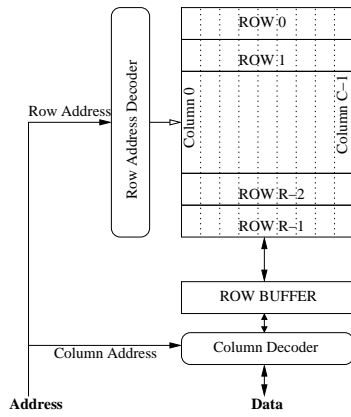 ROW 0
ROW 1
Row Address
Row Address Decoder
Column 0
Column C−1
ROW R−2
ROW R−1
ROW BUFFER
Column Decoder
Column Address
Address
Data